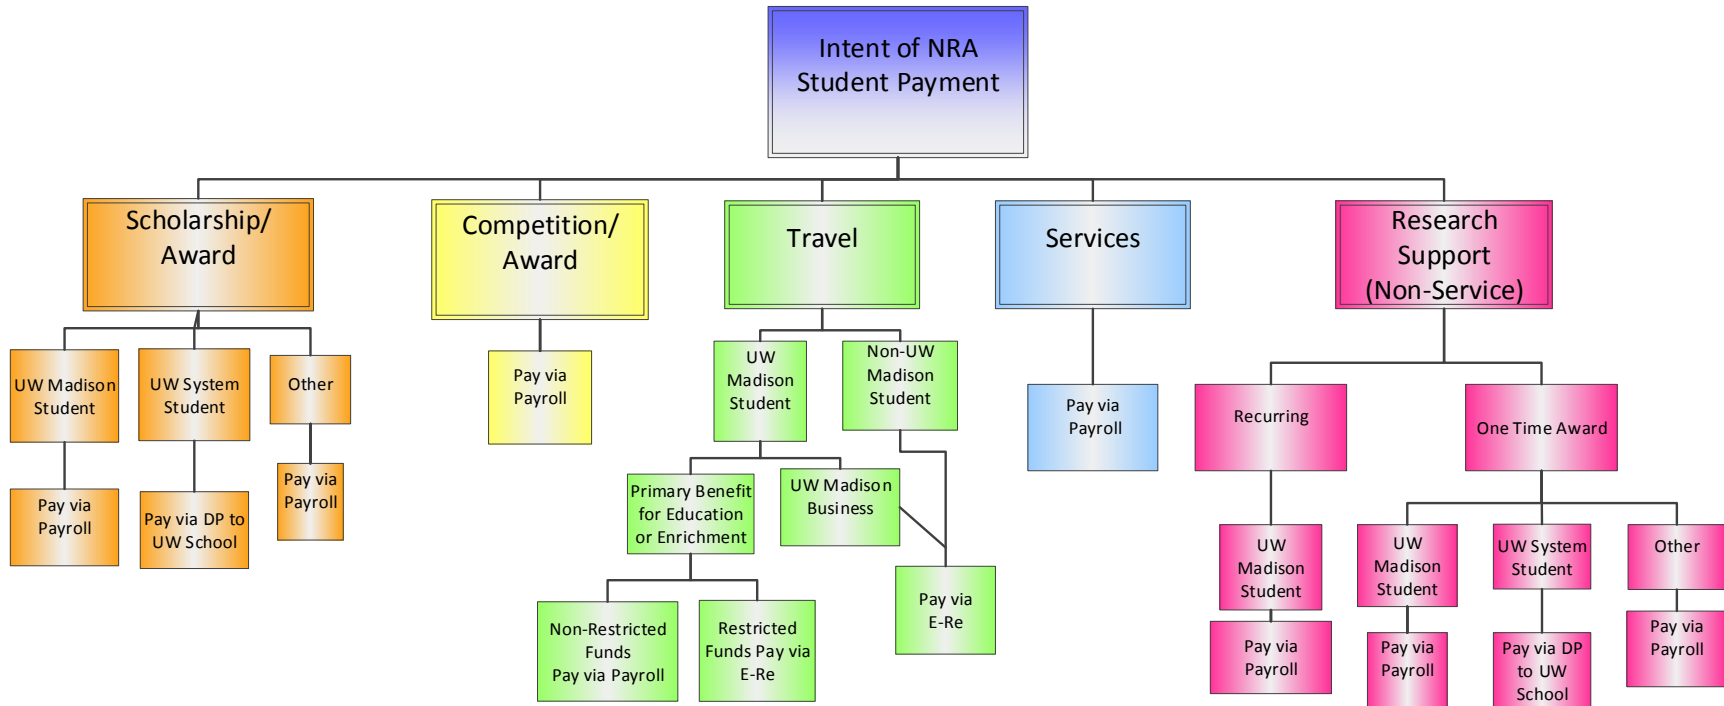 Intent of NRA
Student Payment
Scholarship/
Award
Competition/
Award
Travel
Services
Research
Support
(Non-Service)
UW Madison
Student
UW System
Student
Other
Pay via
Payroll
Pay via DP to
UW School
Pay via
Payroll
Pay via
Payroll
UW
Madison
Student
Non-UW
Madison
Student
Primary Benefit
for Education
or Enrichment
UW Madison
Business
Non-Restricted
Funds
Pay via Payroll
Restricted
Funds Pay via
E-Re
Pay via
E-Re
Pay via
Payroll
Recurring
One Time Award
UW
Madison
Student
Pay via
Payroll
UW
Madison
Student
UW System
Student
Other
Pay via
Payroll
Pay via DP
to UW
School
Pay via
Payroll